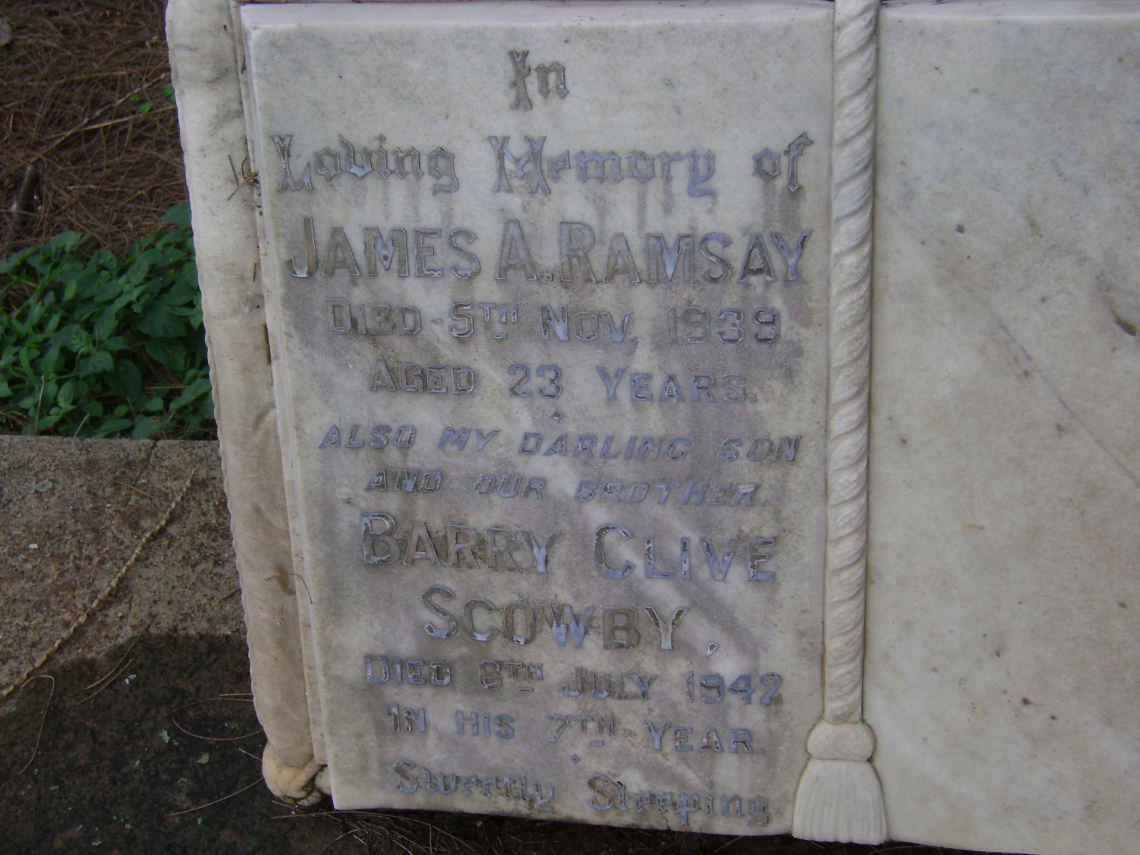 In
Loving Memory of
JAMES A. RAMSAY
DIED 5TH NOV. 1939
AGED 23 YEARS.
ALSO MY DARLING SON
AND OUR BROTHER
BARRY CLIVE
SCOWBY,
DIED 6TH JULY 1942
IN HIS 7TH YEAR.
Sweetly Sleeping.